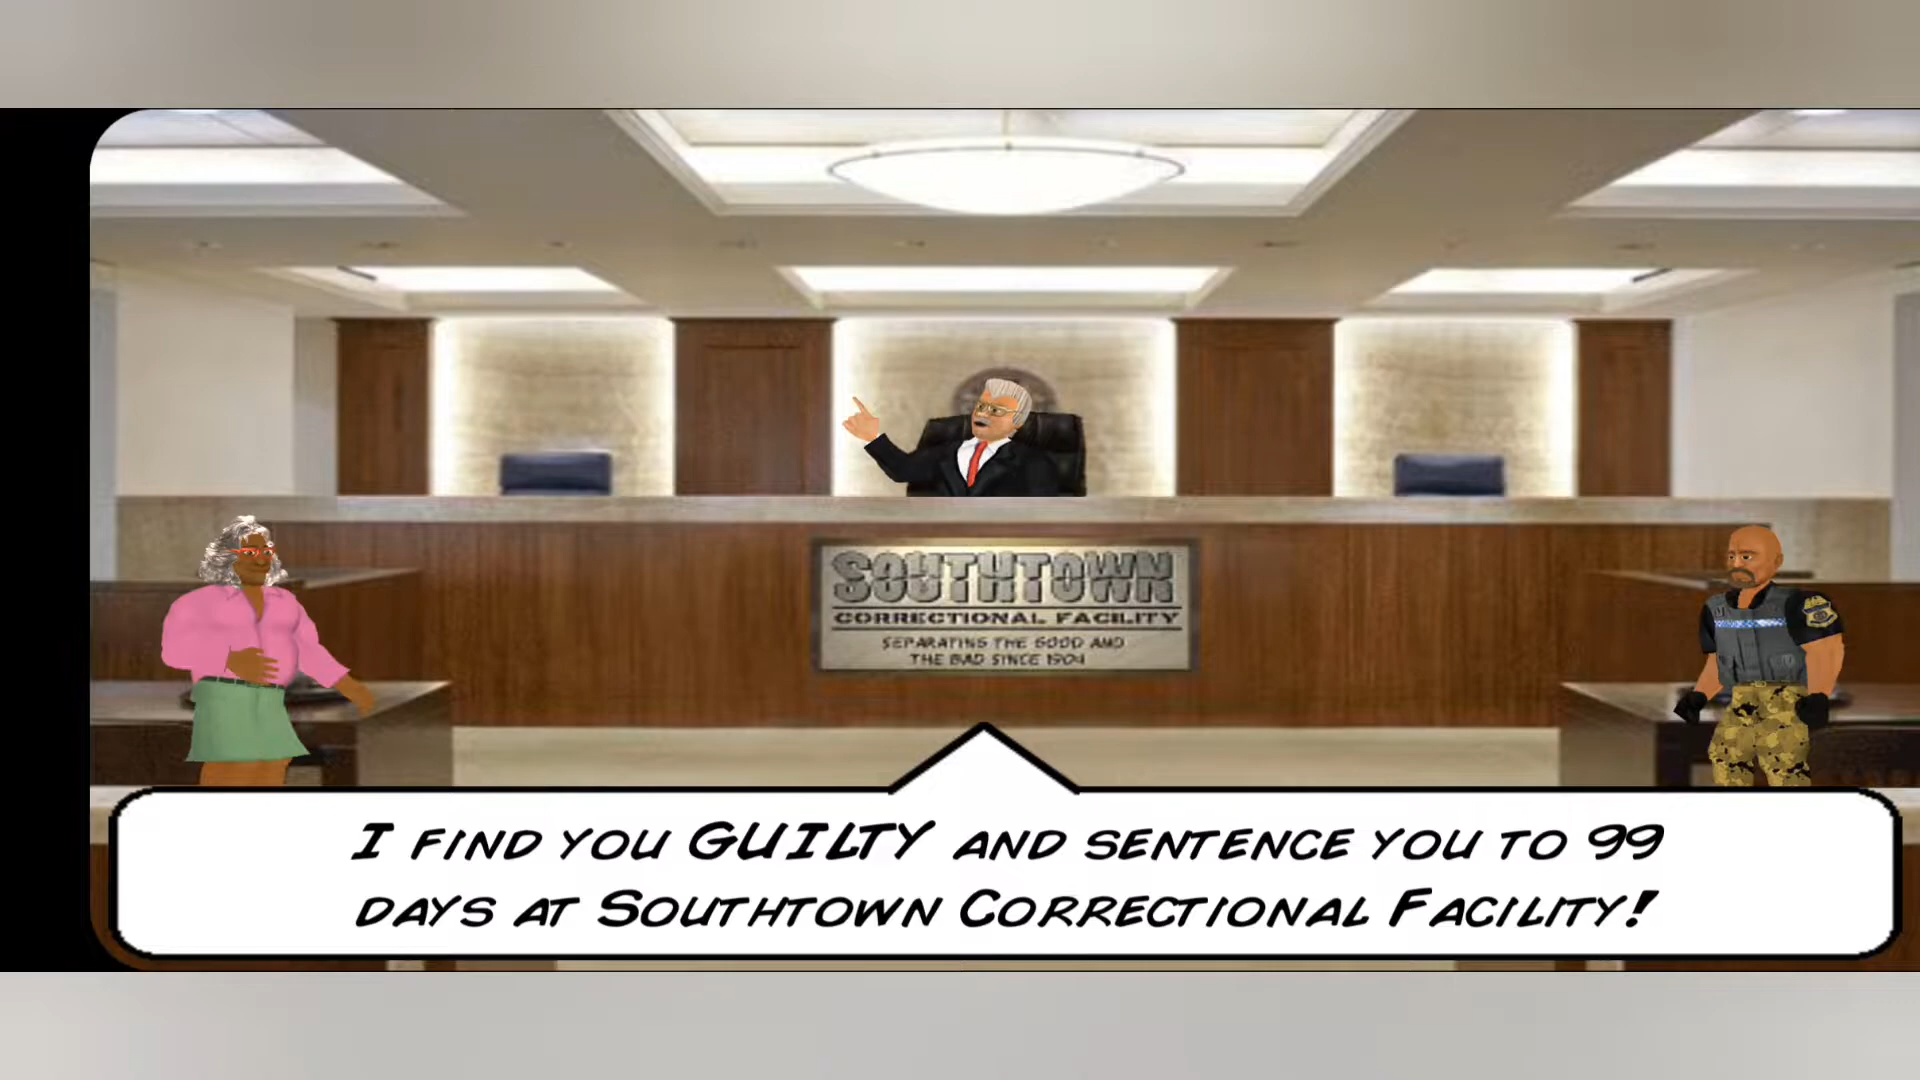 SOUTHTOWN
CORRECTIONAL FACILITY
SEPARATING THE GOOD AND
THE BAD SINCE 1904
I FIND YOU GUILTY AND SENTENCE YOU TO 99
DAYS AT SOUTHTOWN CORRECTIONAL FACILITY!